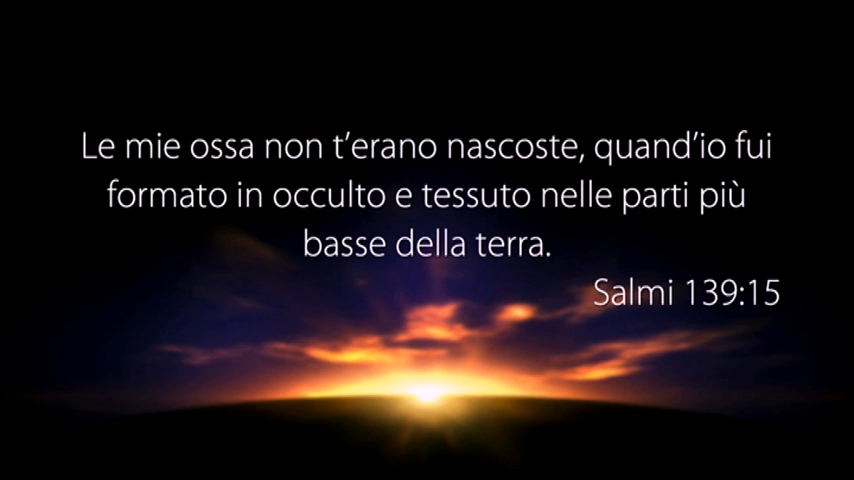 Le mie ossa non t’erano nascoste, quand’io fui
formato in occulto e tessuto nelle parti più
basse della terra.
Salmi 139:15